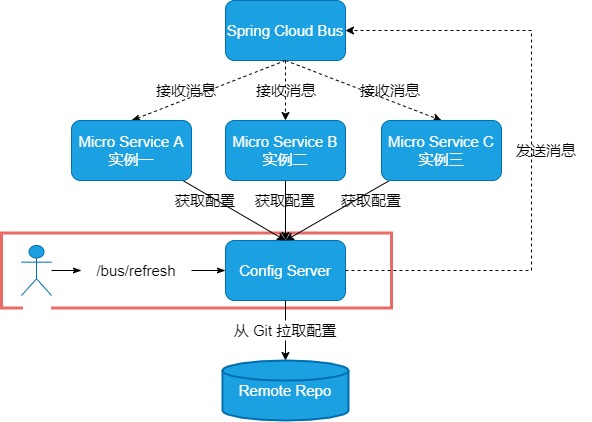 Spring Cloud Bus
接收消息
接收消息
接收消息
Micro Service A
实例一
Micro Service B
实例二
Micro Service C
实例三
发送消息
获取配置
获取配置
获取配置
/bus/refresh
Config Server
从 Git 拉取配置
Remote Repo